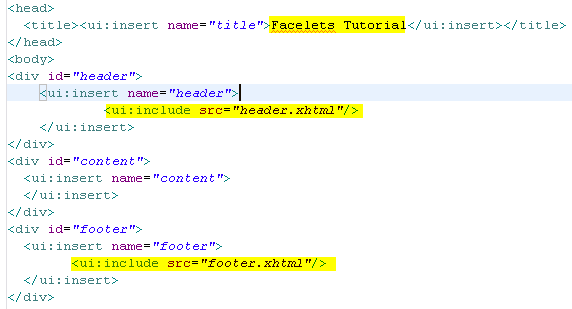 <head>
  <title><ui:insert name="title">Facelets Tutorial</ui:insert></title>
</head>
<body>
<div id="header">
    <ui:insert name="header">
            <ui:include src="header.xhtml"/>
    </ui:insert>
</div>
<div id="content">
  <ui:insert name="content">
  </ui:insert>
</div>
<div id="footer">
  <ui:insert name="footer">
        <ui:include src="footer.xhtml"/>
  </ui:insert>
</div>